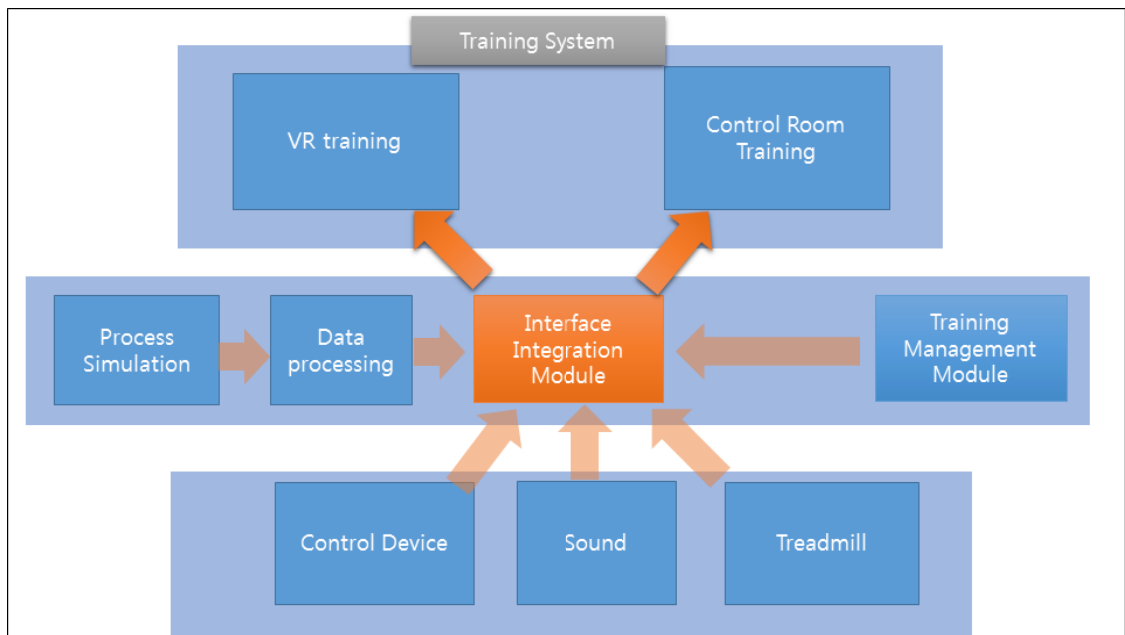 Training System
VR training
Control Room
Training
Process
Simulation
Data
processing
Interface
Integration
Module
Training
Management
Module
Control Device
Sound
Treadmill